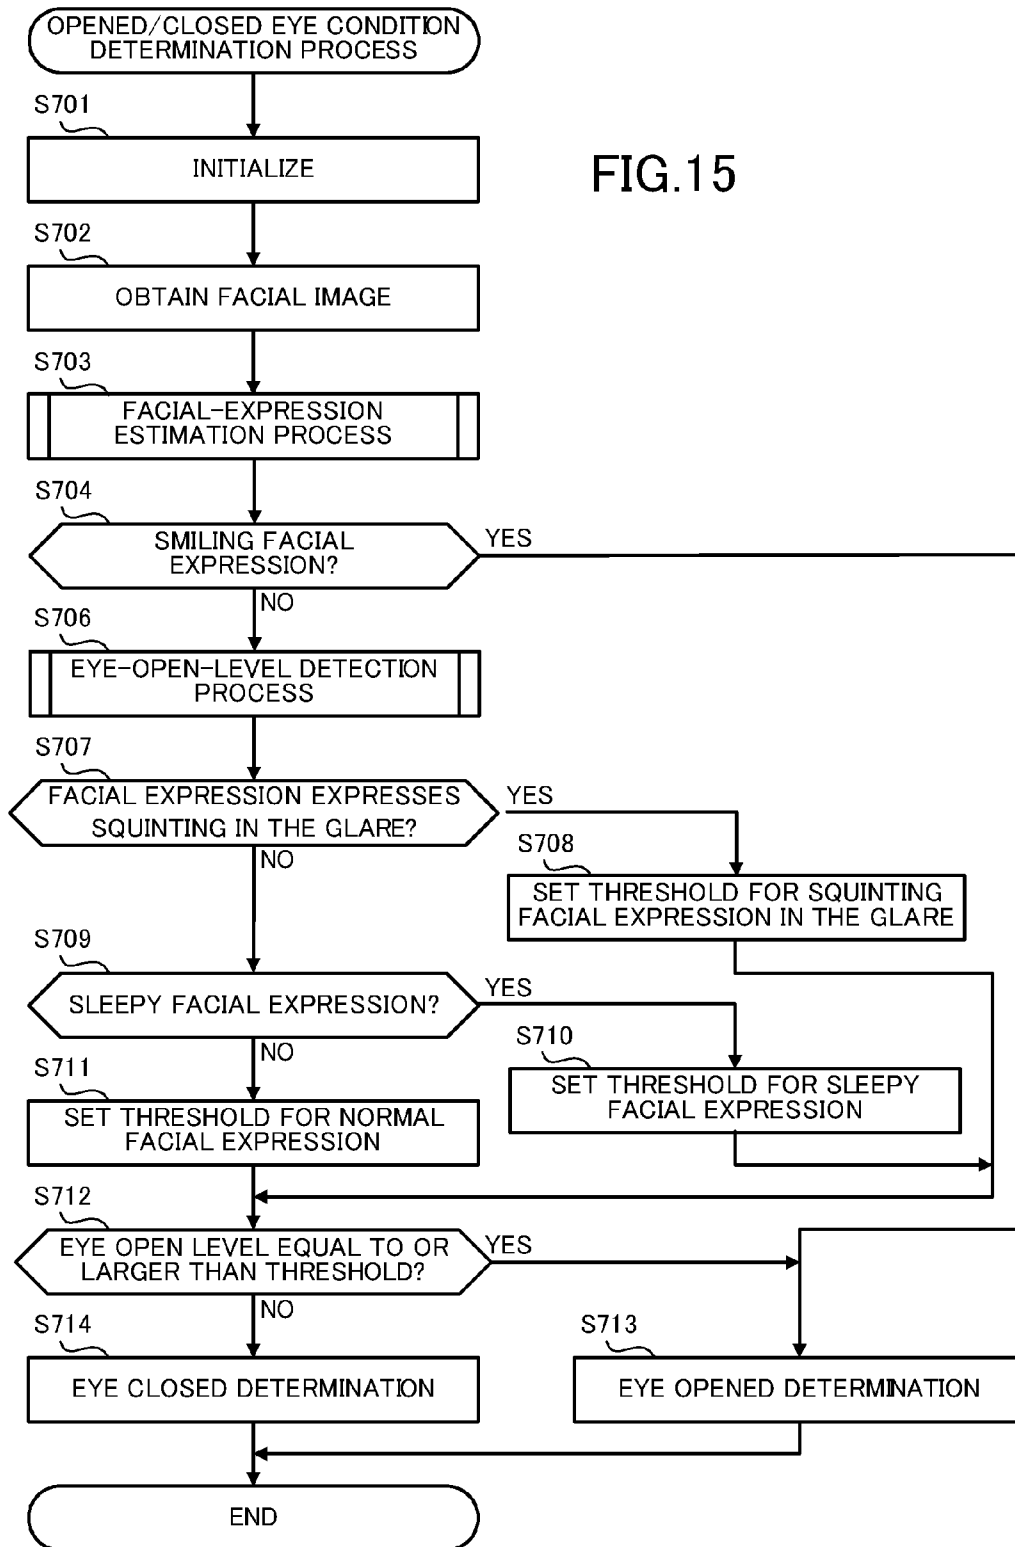 OPENED/CLOSED EYE CONDITION
DETERMINATION PROCESS
S701
INITIALIZE
FIG.15
S702
OBTAIN FACIAL IMAGE
S703
FACIAL-EXPRESSION
ESTIMATION PROCESS
S704
SMILING FACIAL
EXPRESSION?
YES
NO
S706
EYE-OPEN-LEVEL DETECTION
PROCESS
S707
FACIAL EXPRESSION EXPRESSES
SQUINTING IN THE GLARE?
YES
NO
S708
SET THRESHOLD FOR SQUINTING
FACIAL EXPRESSION IN THE GLARE
S709
SLEEPY FACIAL EXPRESSION?
YES
NO
S710
SET THRESHOLD FOR SLEEPY
FACIAL EXPRESSION
S711
SET THRESHOLD FOR NORMAL
FACIAL EXPRESSION
S712
EYE OPEN LEVEL EQUAL TO OR
LARGER THAN THRESHOLD?
YES
NO
S714
EYE CLOSED DETERMINATION
S713
EYE OPENED DETERMINATION
END